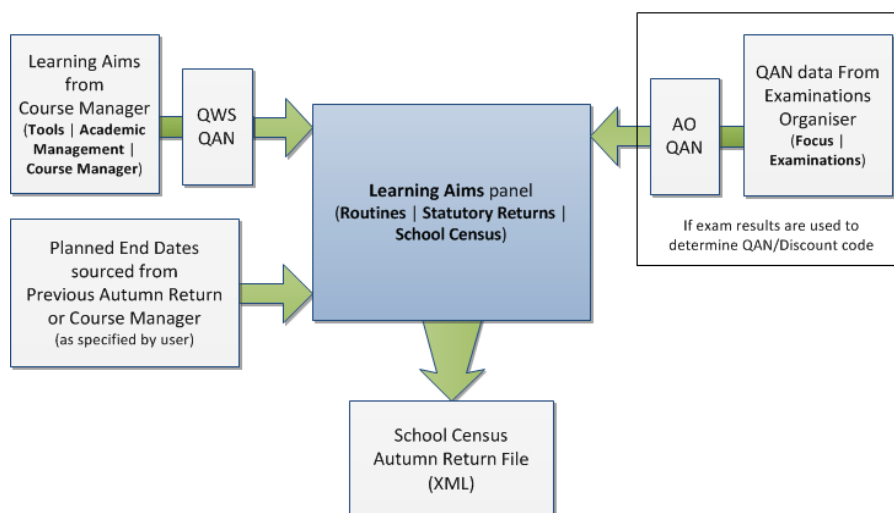 Learning Aims
from
Course Manager
(Tools | Academic
Management |
Course Manager)
QWS
QAN
Learning Aims panel
(Routines | Statutory Returns |
School Census)
AO
QAN
QAN data From
Examinations
Organiser
(Focus |
Examinations)
If exam results are used to
determine QAN/Discount code
Planned End Dates
sourced from
Previous Autumn Return
or Course Manager
(as specified by user)
School Census
Autumn Return File
(XML)